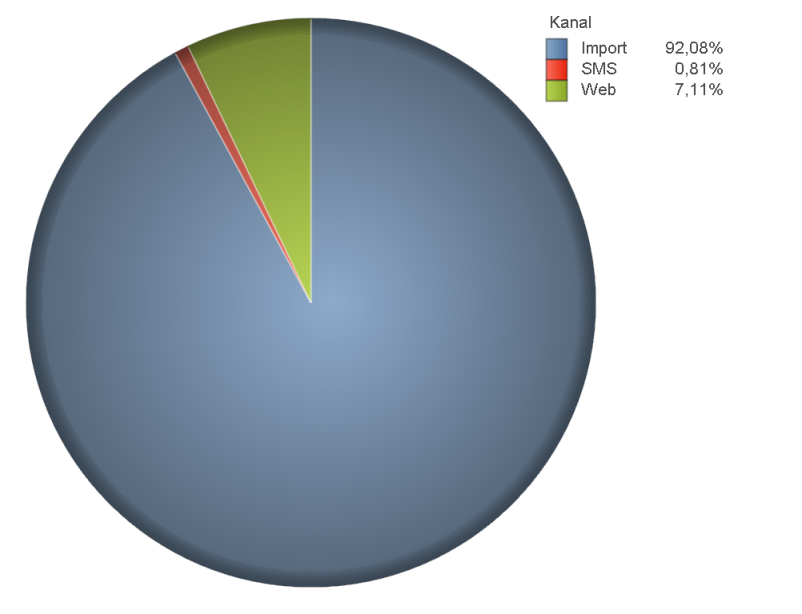 Kanal
Import 92,08%
SMS 0,81%
Web 7,11%